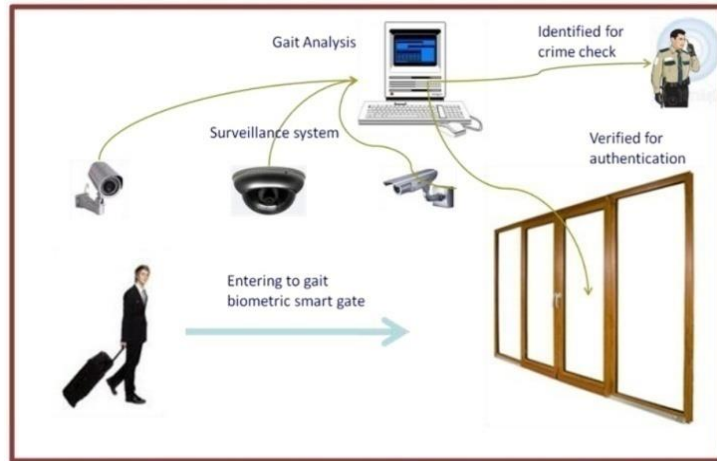 Gait Analysis
Identified for
crime check
Surveillance system
Verified for
authentication
Entering to gait
biometric smart gate